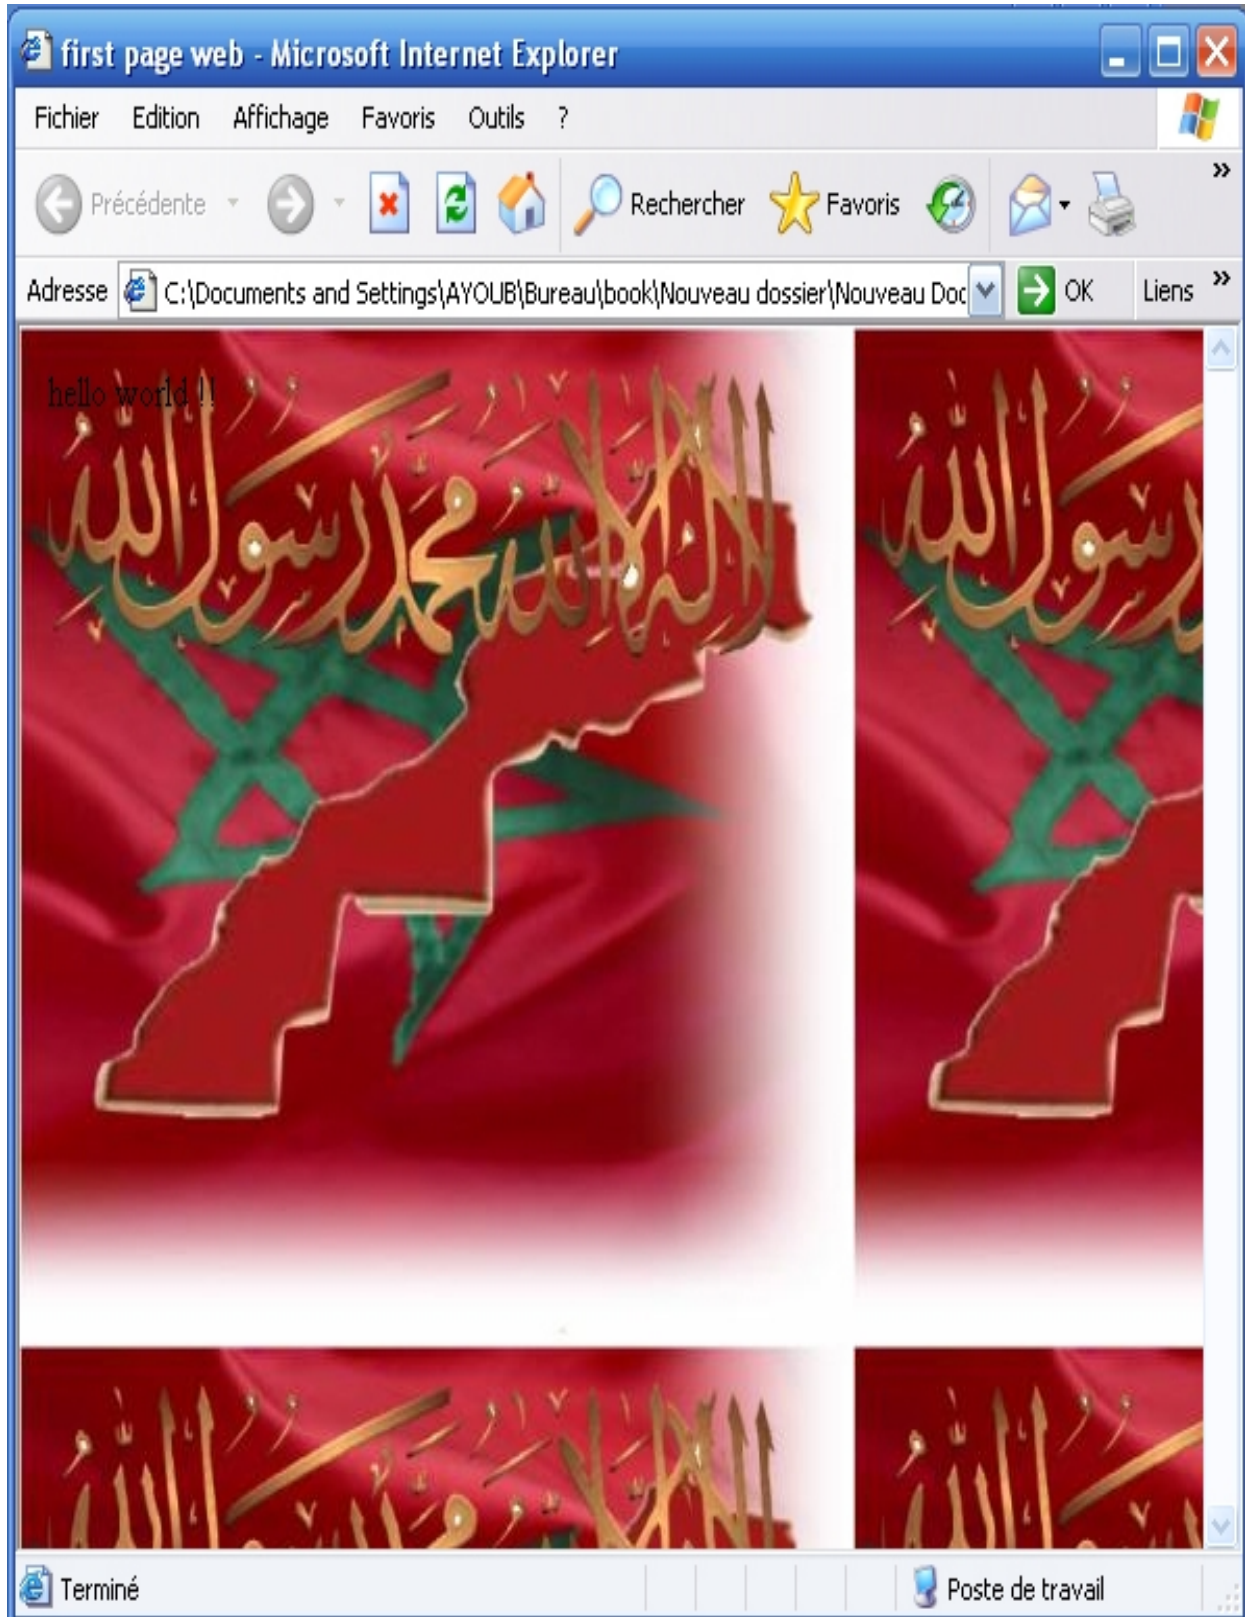 first page web - Microsoft Internet Explorer
Fichier Edition Affichage Favoris Outils ?
Précédente Rechercher Favoris »
Adresse C:\Documents and Settings\AYOUB\Bureau\book\Nouveau dossier\Nouveau Doc OK Liens »
hello world !!
لا إله إلا الله محمد رسول الله
Terminé Poste de travail